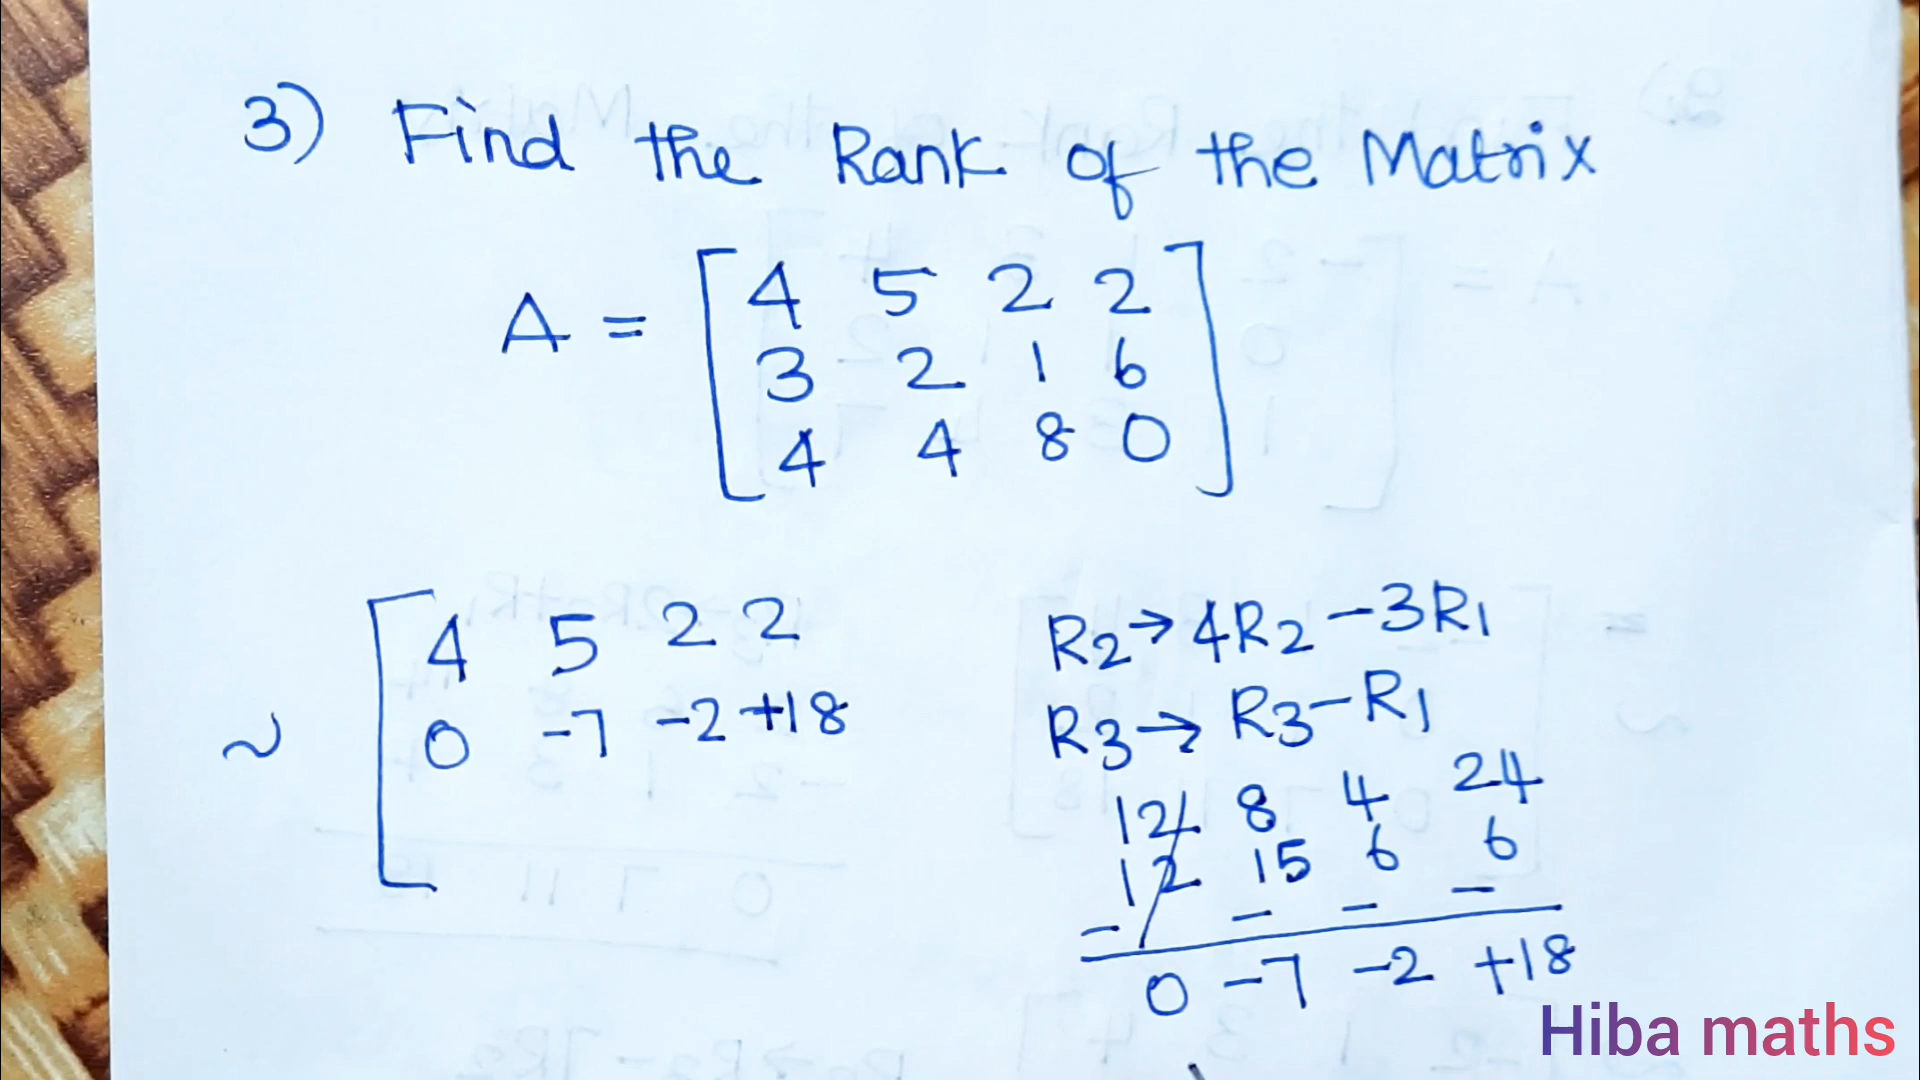 3) Find the Rank of the Matrix
A = [ 4 5 2 2
3 2 1 6
4 4 8 0 ]
~ [ 4 5 2 2
0 -7 -2 +18
R2 → 4R2 - 3R1
R3 → R3 - R1
12 8 4 24
12 15 6 6
- - - -
0 -7 -2 +18
Hiba maths